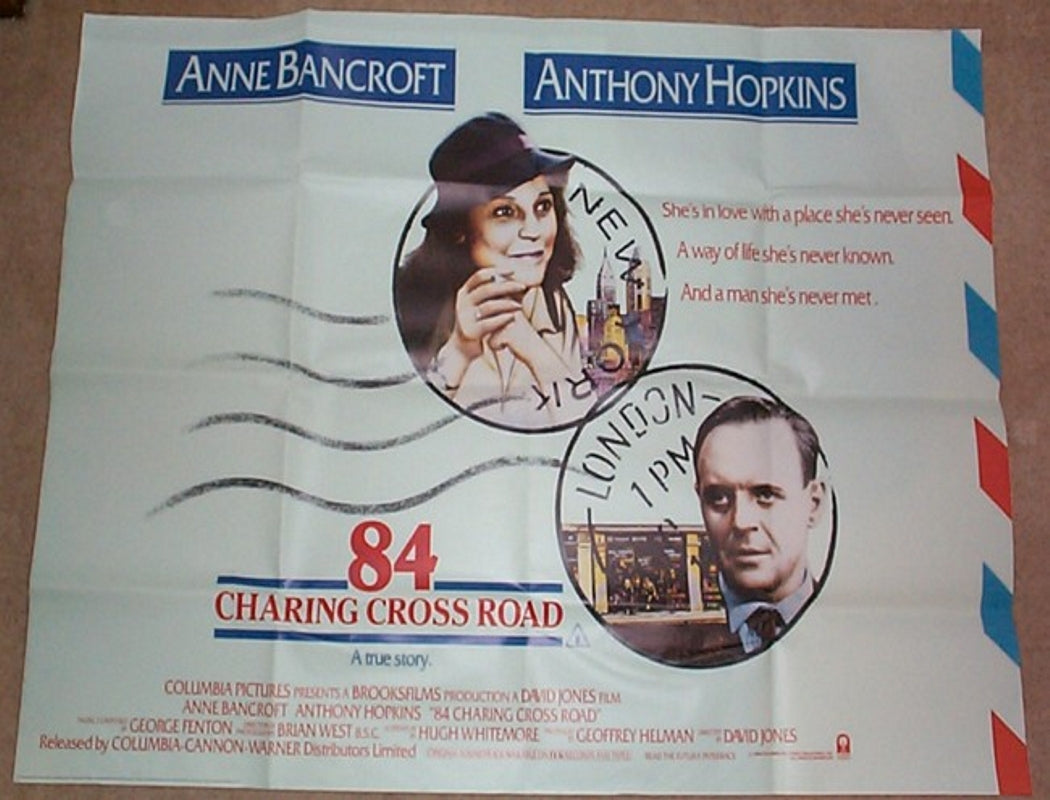 ANNE BANCROFT
ANTHONY HOPKINS
NEW YORK
She's in love with a place she's never seen.
A way of life she's never known.
And a man she's never met.
LONDON
1 PM
84
CHARING CROSS ROAD
A true story.
COLUMBIA PICTURES PRESENTS A BROOKSFILMS PRODUCTION A DAVID JONES FILM
ANNE BANCROFT ANTHONY HOPKINS "84 CHARING CROSS ROAD"
GEORGE FENTON BRIAN WEST B.S.C. HUGH WHITEMORE GEOFFREY HELMAN DAVID JONES
Released by COLUMBIA-CANNON-WARNER Distributors Limited